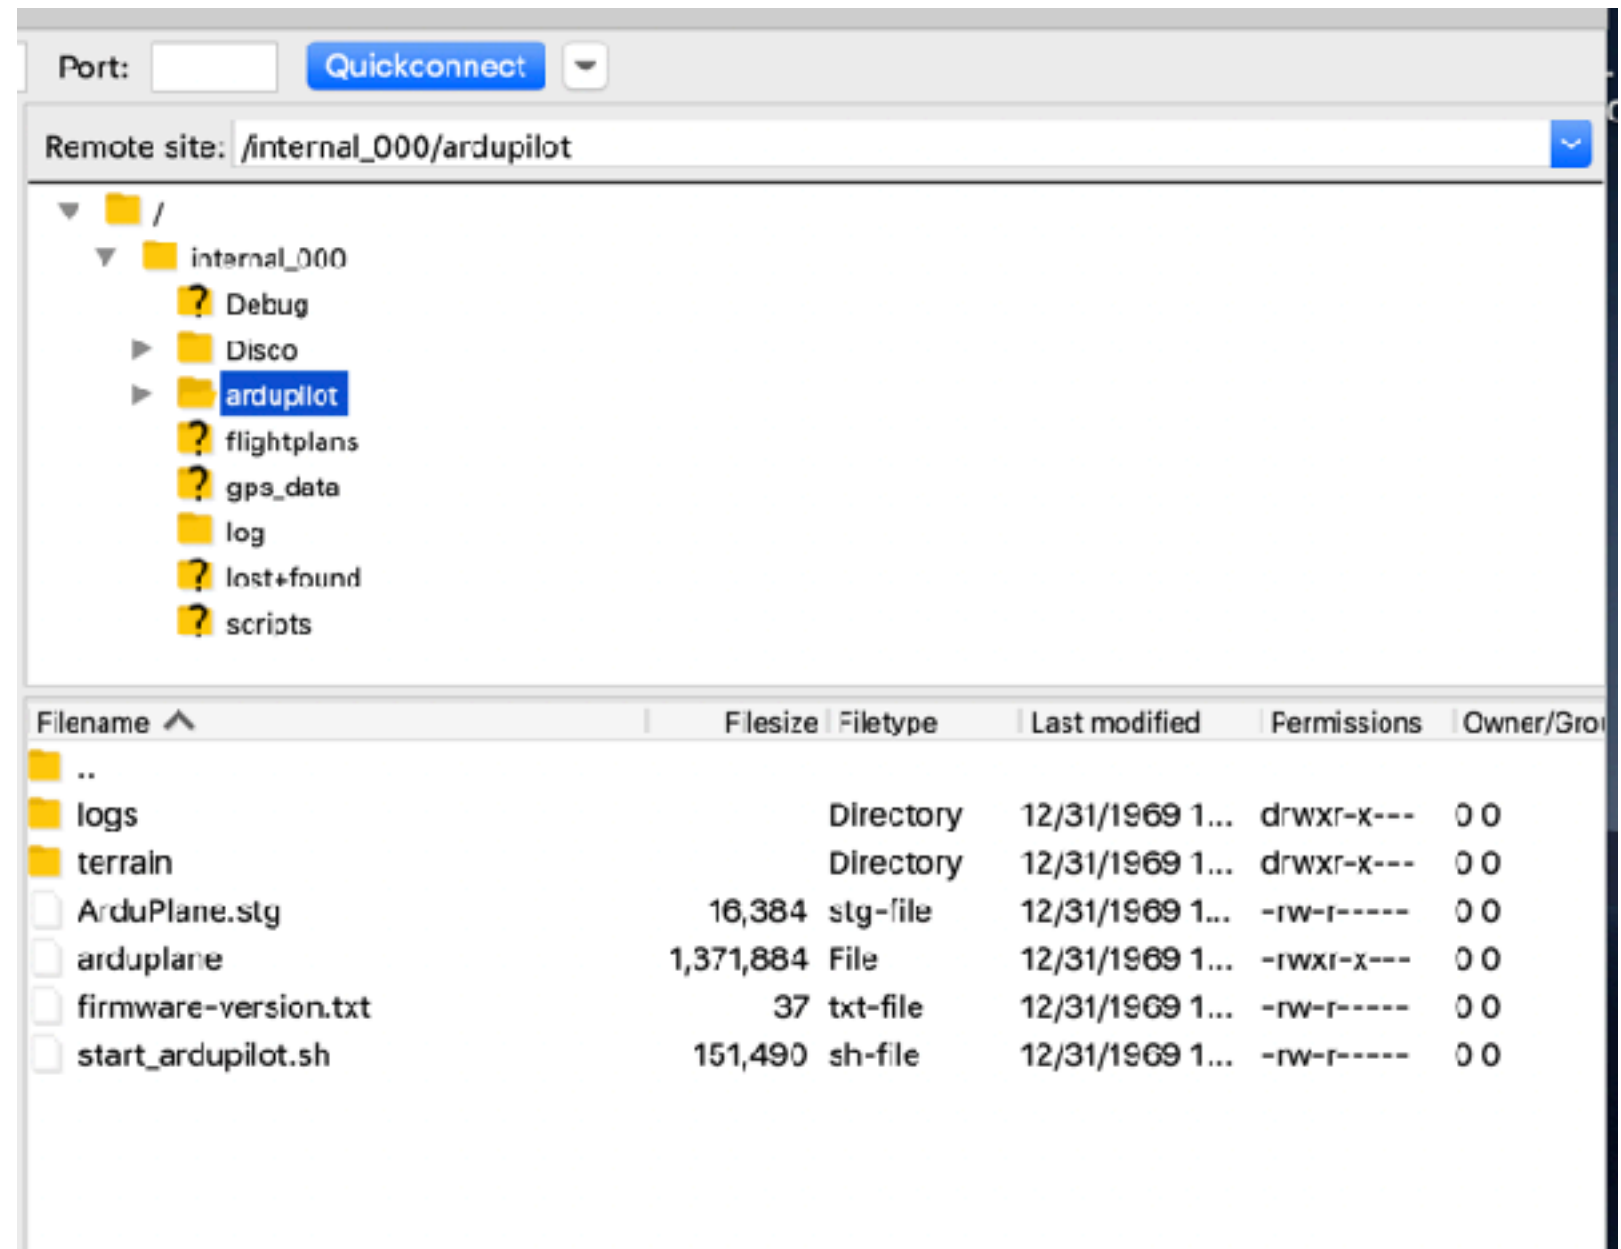 Port: Quickconnect
Remote site: /internal_000/ardupilot
/
internal_000
Debug
Disco
ardupilot
flightplans
gps_data
log
lost+found
scripts
Filename Filesize Filetype Last modified Permissions Owner/Grou
..
logs Directory 12/31/1969 1... drwxr-x--- 0 0
terrain Directory 12/31/1969 1... drwxr-x--- 0 0
ArduPlane.stg 16,384 stg-file 12/31/1969 1... -rw-r----- 0 0
arduplane 1,371,884 File 12/31/1969 1... -rwxr-x--- 0 0
firmware-version.txt 37 txt-file 12/31/1969 1... -rw-r----- 0 0
start_ardupilot.sh 151,490 sh-file 12/31/1969 1... -rw-r----- 0 0